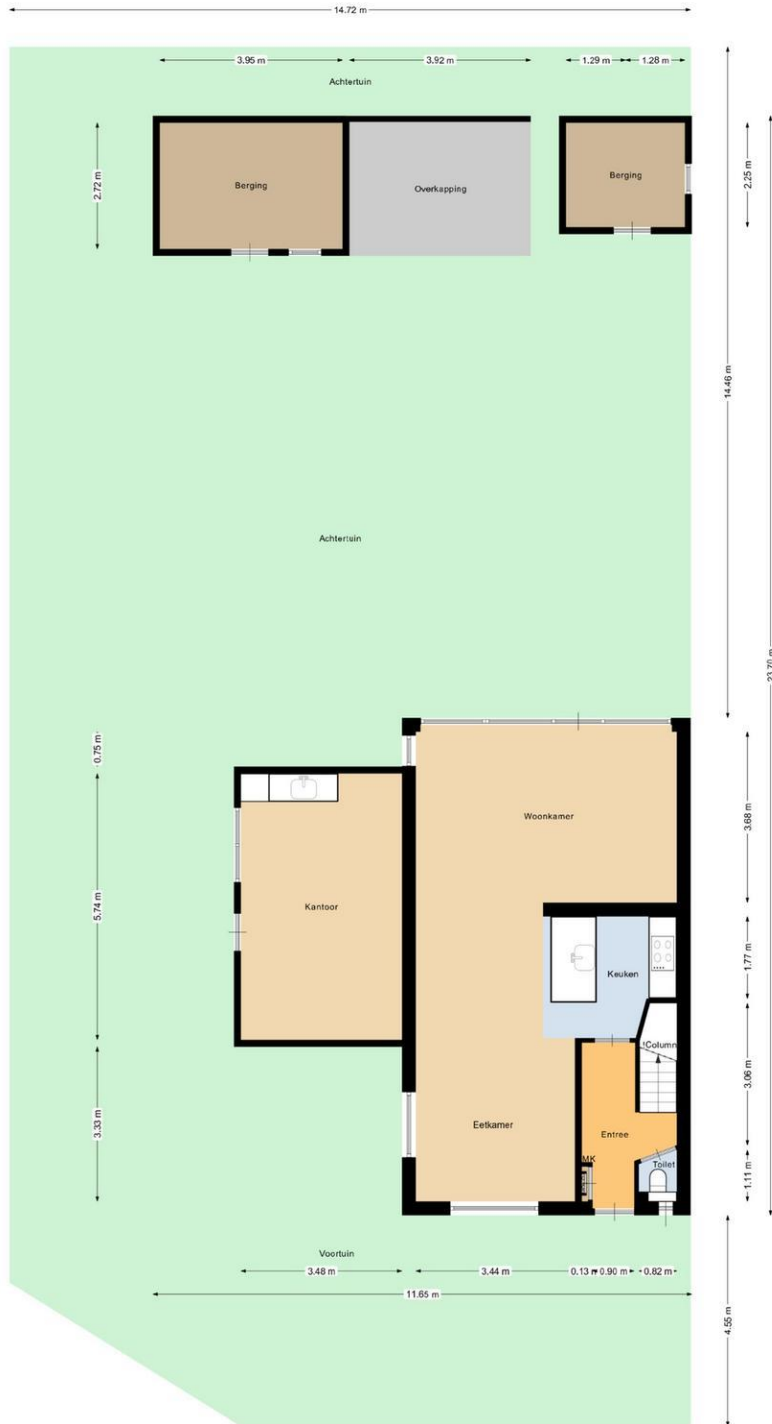 14.72 m
3.95 m
3.92 m
1.29 m
1.28 m
Achtertuin
2.72 m
Berging
Overkapping
Berging
2.25 m
14.46 m
Achtertuin
23.70 m
0.75 m
Woonkamer
3.68 m
5.74 m
Kantoor
Keuken
1.77 m
Column
3.06 m
3.33 m
Eetkamer
Entree
MK
Toilet
1.11 m
Voortuin
3.48 m
3.44 m
0.13 m
0.90 m
0.82 m
11.65 m
4.55 m